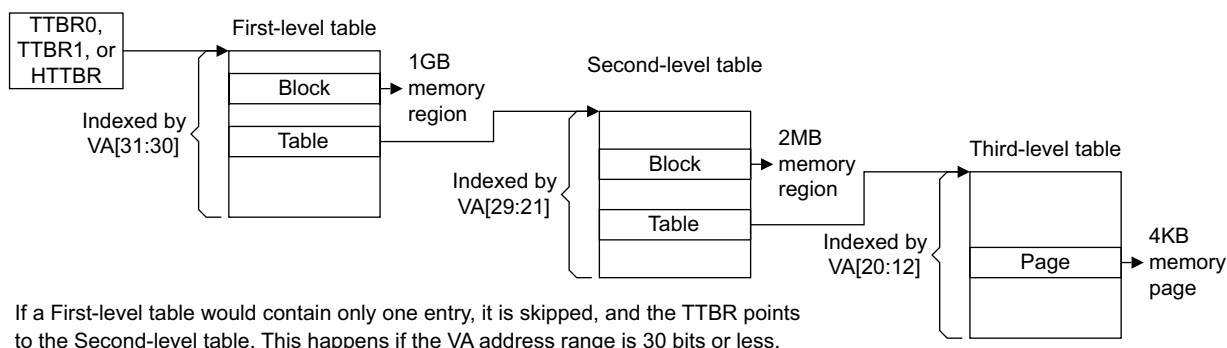 TTBR0,
TTBR1, or
HTTBR
First-level table
Block
1GB
memory
region
Indexed by
VA[31:30]
Table
Second-level table
Block
2MB
memory
region
Indexed by
VA[29:21]
Table
Third-level table
Indexed by
VA[20:12]
Page
4KB
memory
page
If a First-level table would contain only one entry, it is skipped, and the TTBR points
to the Second-level table. This happens if the VA address range is 30 bits or less.